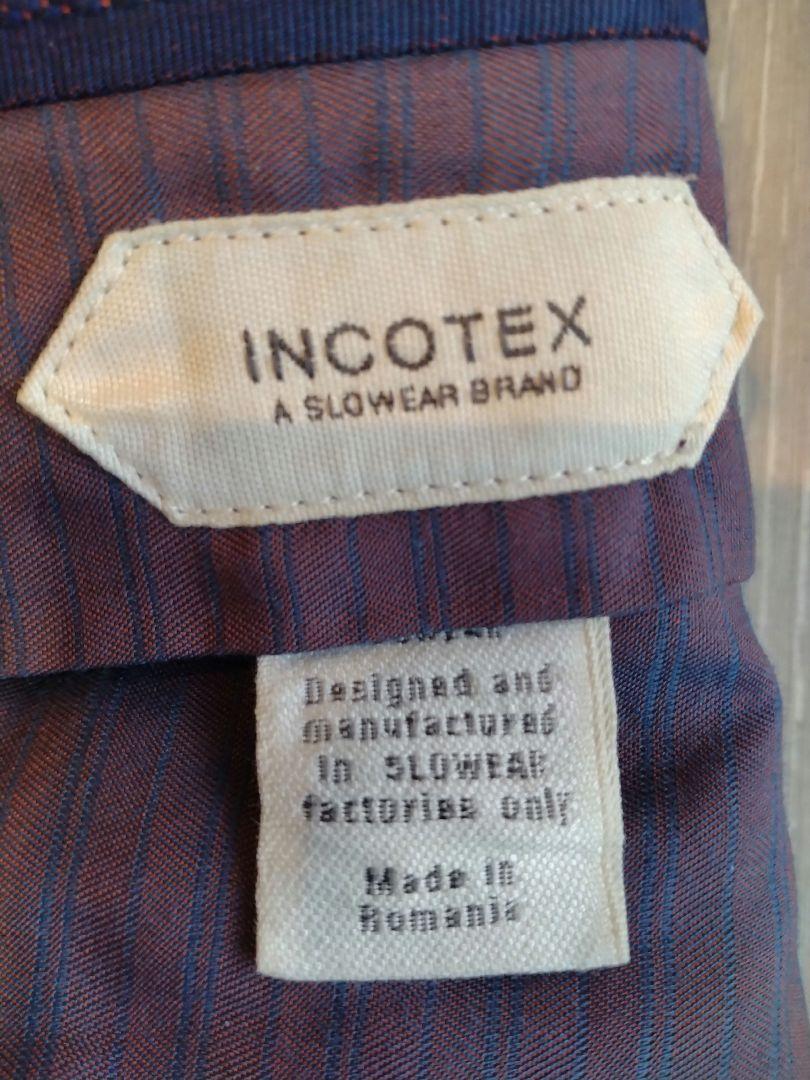 INCOTEX
A SLOWEAR BRAND
Designed and
manufactured
in SLOWEAR
factories only
Made in
Romania